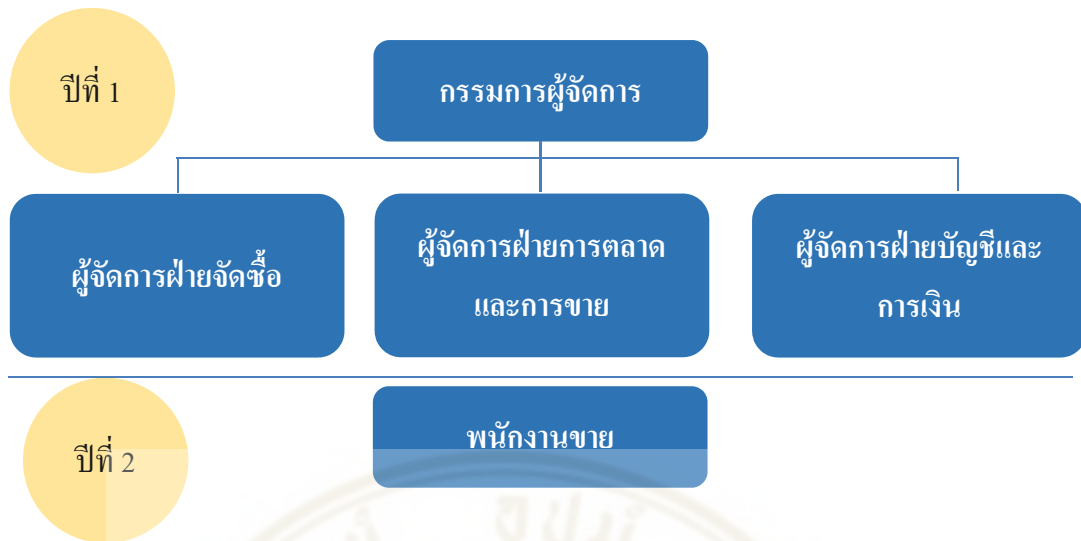 ปีที่ 1
กรรมการผู้จัดการ
ผู้จัดการฝ่ายจัดซื้อ
ผู้จัดการฝ่ายการตลาด
และการขาย
ผู้จัดการฝ่ายบัญชีและ
การเงิน
ปีที่ 2
พนักงานขาย